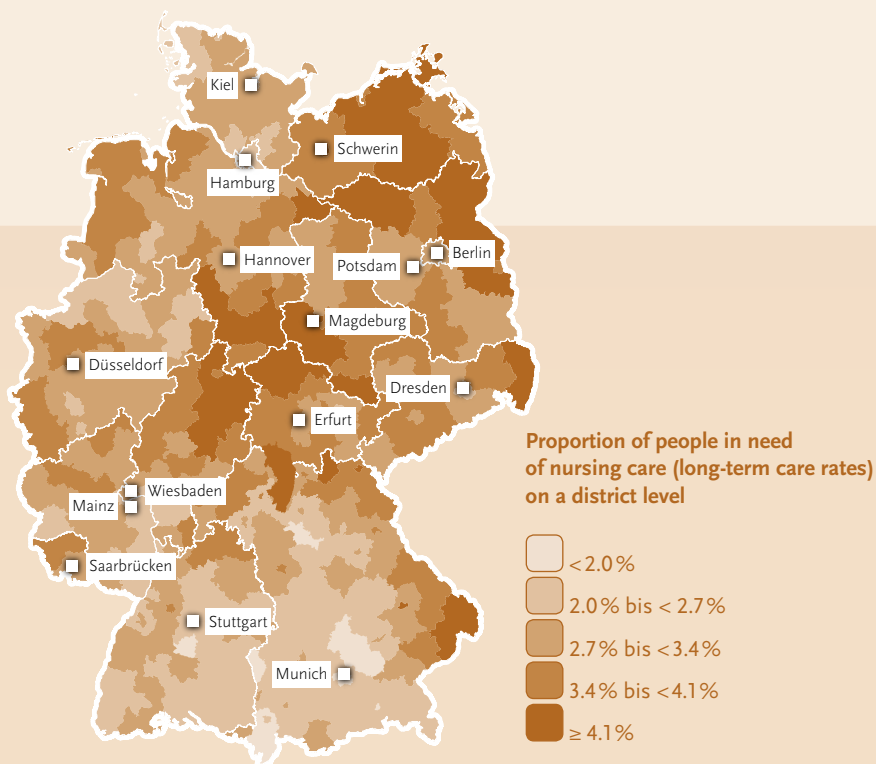 Kiel
Schwerin
Hamburg
Hannover
Berlin
Potsdam
Magdeburg
Düsseldorf
Dresden
Erfurt
Proportion of people in need
of nursing care (long-term care rates)
on a district level
Wiesbaden
Mainz
Saarbrücken
<2.0%
2.0% bis <2.7%
Stuttgart
2.7% bis <3.4%
Munich
3.4% bis <4.1%
≥ 4.1%